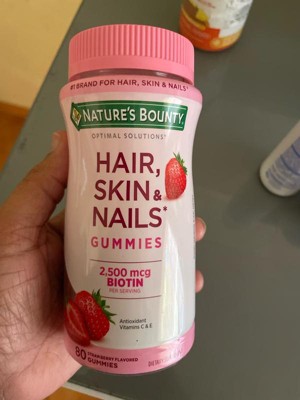 #1 BRAND FOR HAIR, SKIN & NAILS*
NATURE'S BOUNTY
OPTIMAL SOLUTIONS
HAIR,
SKIN &
NAILS*
GUMMIES
2,500 mcg
BIOTIN
PER SERVING
Antioxidant
Vitamins C & E
80 STRAWBERRY FLAVORED
GUMMIES